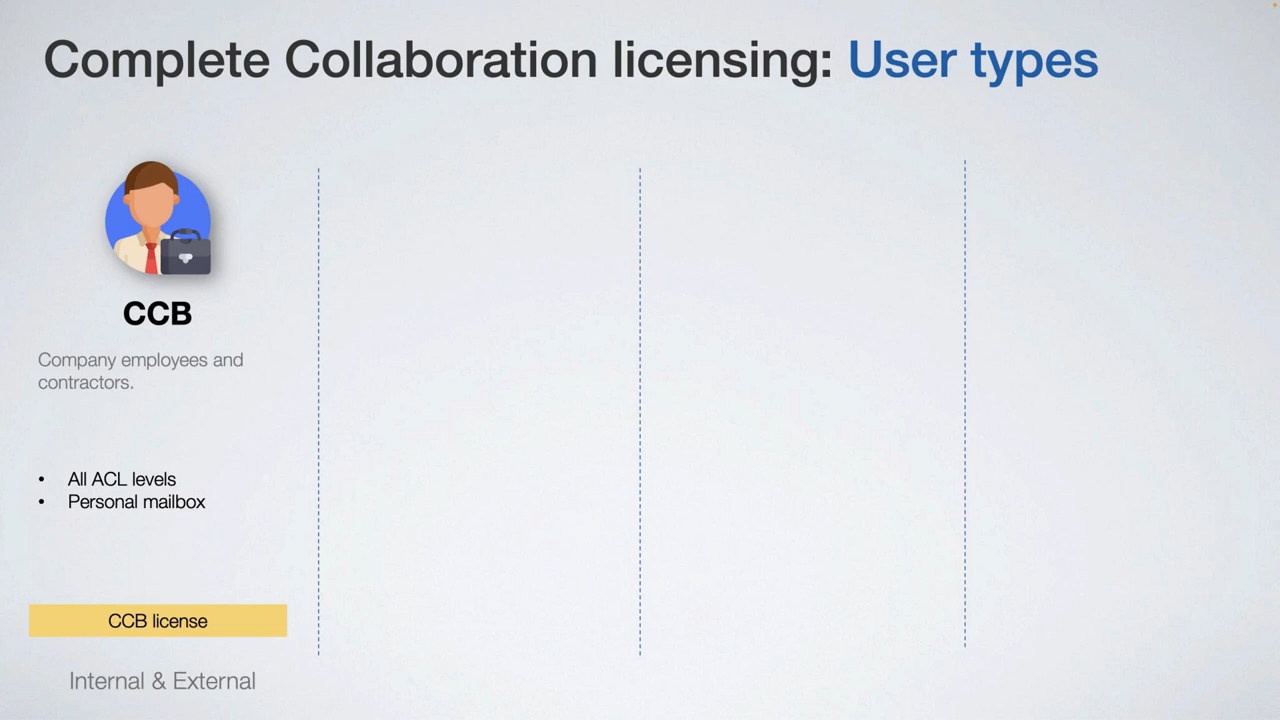 Complete Collaboration licensing: User types
CCB
Company employees and
contractors.
• All ACL levels
• Personal mailbox
CCB license
Internal & External